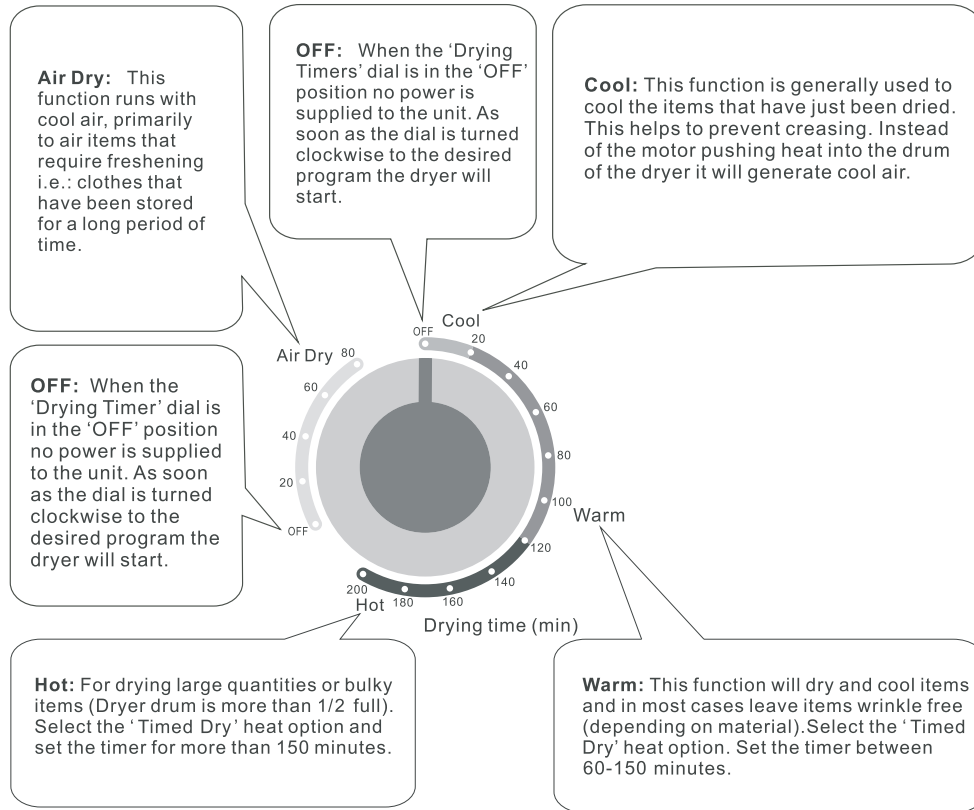 Air Dry: This
function runs with
cool air, primarily
to air items that
require freshening
i.e.: clothes that
have been stored
for a long period of
time.
OFF: When the ‘Drying
Timers’ dial is in the ‘OFF’
position no power is
supplied to the unit. As
soon as the dial is turned
clockwise to the desired
program the dryer will
start.
Cool: This function is generally used to
cool the items that have just been dried.
This helps to prevent creasing. Instead
of the motor pushing heat into the drum
of the dryer it will generate cool air.
OFF: When the
‘Drying Timer’ dial is
in the ‘OFF’ position
no power is supplied
to the unit. As soon
as the dial is turned
clockwise to the
desired program the
dryer will start.
Air Dry
80
60
40
20
OFF
OFF
Cool
20
40
60
80
100
Warm
120
140
160
180
200
Hot
Drying time (min)
Hot: For drying large quantities or bulky
items (Dryer drum is more than 1/2 full).
Select the ‘ Timed Dry’ heat option and
set the timer for more than 150 minutes.
Warm: This function will dry and cool items
and in most cases leave items wrinkle free
(depending on material).Select the ‘ Timed
Dry’ heat option. Set the timer between
60-150 minutes.